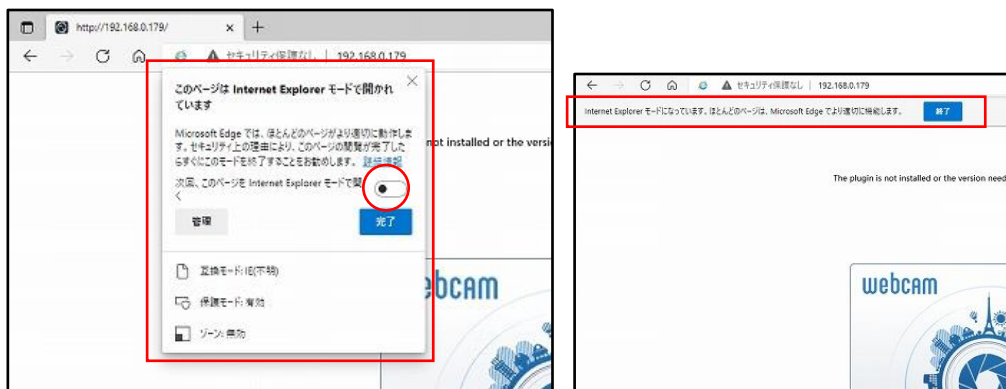 http://192.168.0.179/
セキュリティ保護なし | 192.168.0.179
このページは Internet Explorer モードで開かれ
ています
Microsoft Edge では、ほとんどのページがより適切に動作しま
す。セキュリティ上の理由により、このページの閲覧が完了した
らすぐにこのモードを終了することをお勧めします。 詳細情報
次回、このページを Internet Explorer モードで開
く
管理
完了
互換モード: IE(不明)
保護モード: 有効
ゾーン: 無効
not installed or the versi
ebcam
セキュリティ保護なし | 192.168.0.179
Internet Explorer モードになっています。ほとんどのページは、Microsoft Edge でより適切に機能します。
終了
The plugin is not installed or the version need
webcam